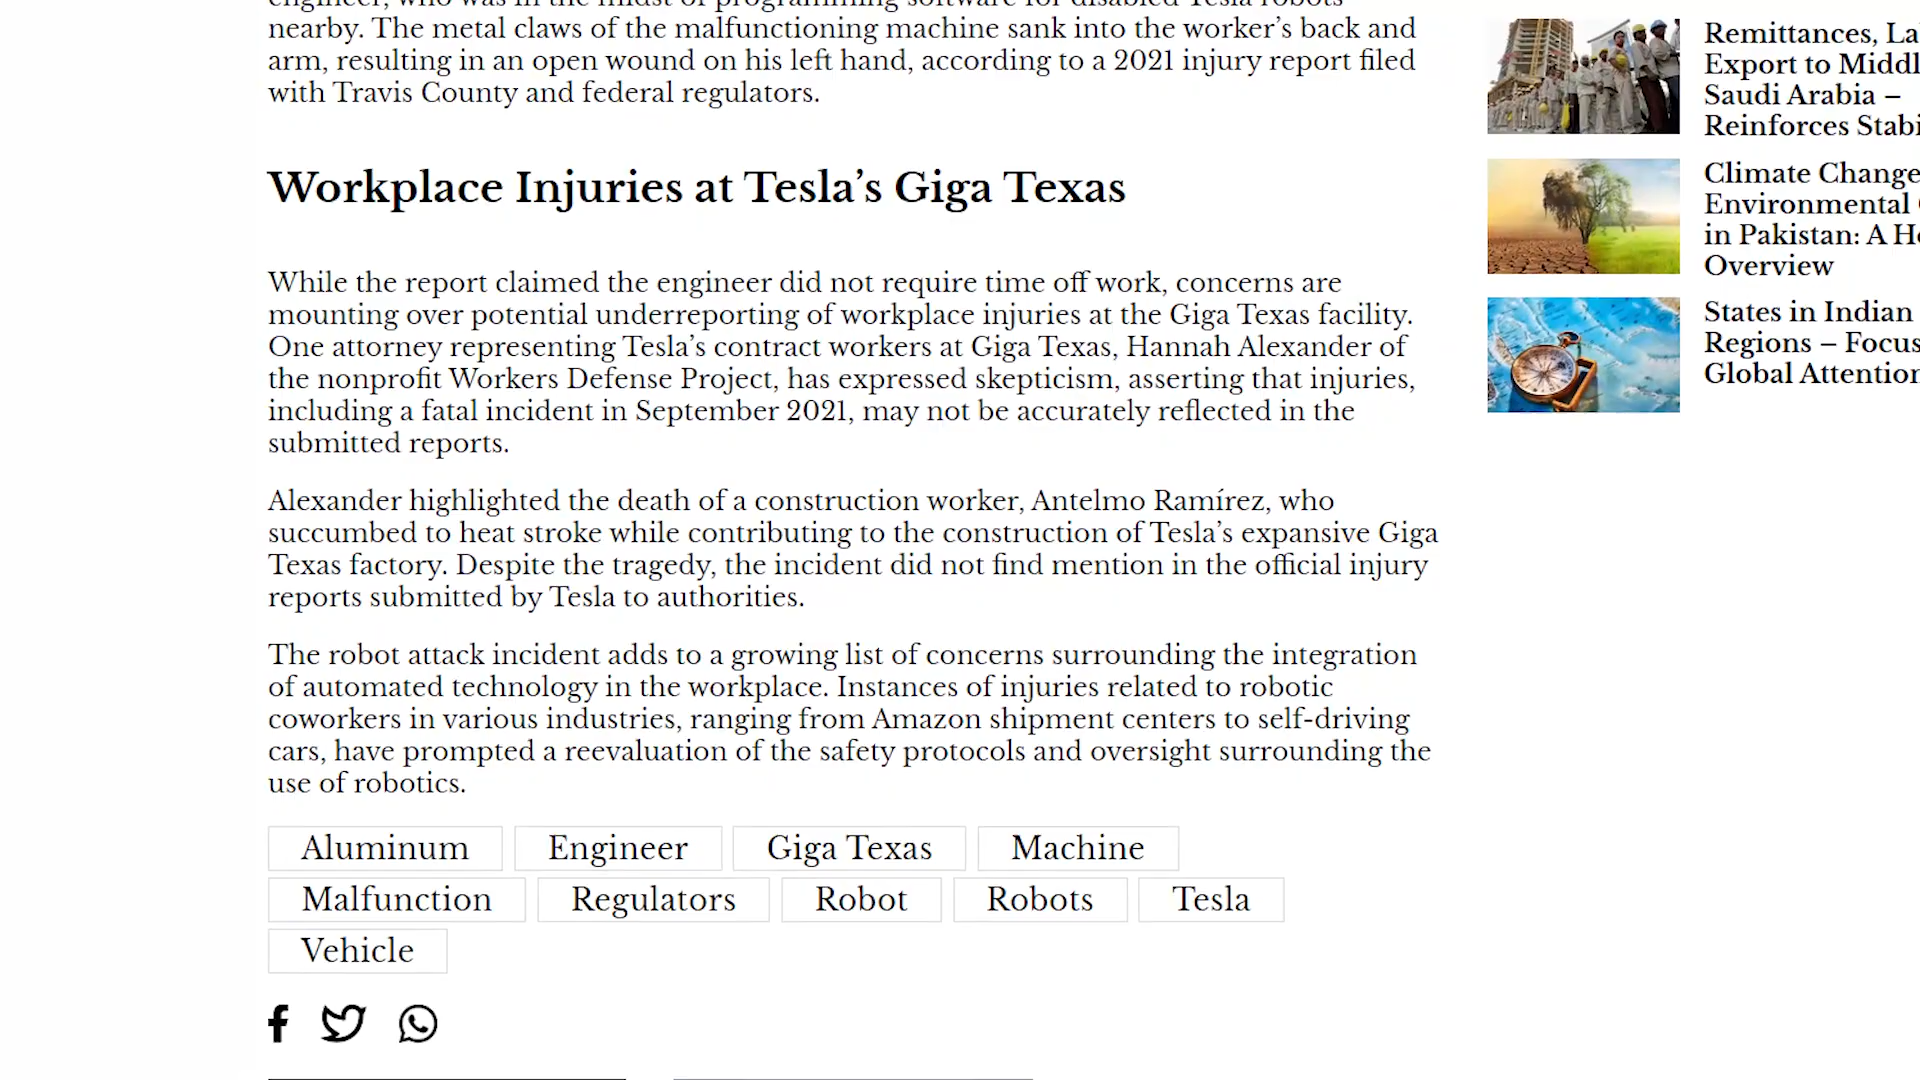 engineer, who was in the midst of programming software for disabled Tesla robots
nearby. The metal claws of the malfunctioning machine sank into the worker’s back and
arm, resulting in an open wound on his left hand, according to a 2021 injury report filed
with Travis County and federal regulators.
Workplace Injuries at Tesla’s Giga Texas
While the report claimed the engineer did not require time off work, concerns are
mounting over potential underreporting of workplace injuries at the Giga Texas facility.
One attorney representing Tesla’s contract workers at Giga Texas, Hannah Alexander of
the nonprofit Workers Defense Project, has expressed skepticism, asserting that injuries,
including a fatal incident in September 2021, may not be accurately reflected in the
submitted reports.
Alexander highlighted the death of a construction worker, Antelmo Ramírez, who
succumbed to heat stroke while contributing to the construction of Tesla’s expansive Giga
Texas factory. Despite the tragedy, the incident did not find mention in the official injury
reports submitted by Tesla to authorities.
The robot attack incident adds to a growing list of concerns surrounding the integration
of automated technology in the workplace. Instances of injuries related to robotic
coworkers in various industries, ranging from Amazon shipment centers to self-driving
cars, have prompted a reevaluation of the safety protocols and oversight surrounding the
use of robotics.
Aluminum Engineer Giga Texas Machine
Malfunction Regulators Robot Robots Tesla
Vehicle
Remittances, La
Export to Middl
Saudi Arabia –
Reinforces Stabi
Climate Change
Environmental
in Pakistan: A H
Overview
States in Indian
Regions – Focus
Global Attention